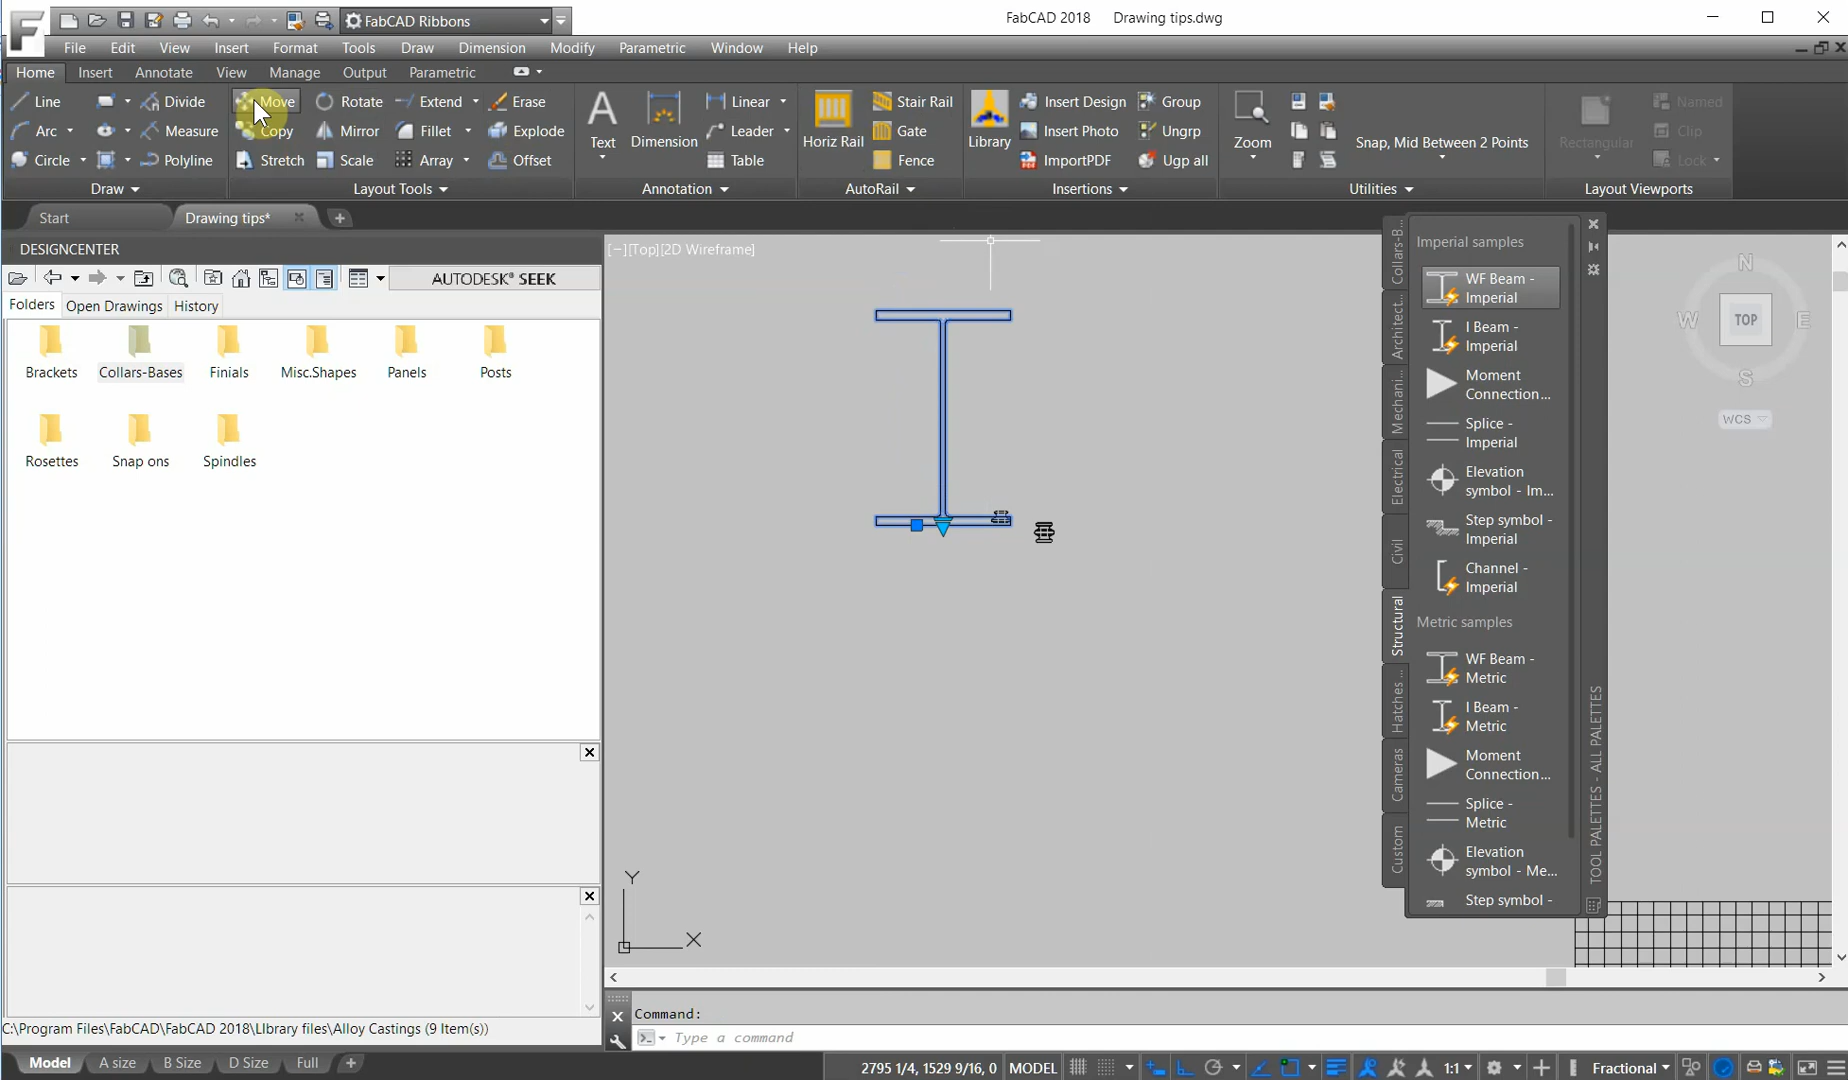 FabCAD Ribbons
FabCAD 2018 Drawing tips.dwg
File Edit View Insert Format Tools Draw Dimension Modify Parametric Window Help
Home Insert Annotate View Manage Output Parametric
Line Divide Move Rotate Extend Erase Linear Stair Rail Insert Design Group Named
Arc Measure Copy Mirror Fillet Explode Text Dimension Leader Horiz Rail Gate Library Insert Photo Ungrp Zoom Snap, Mid Between 2 Points Rectangular Clip
Circle Polyline Stretch Scale Array Offset Table Fence ImportPDF Ugp all Lock
Draw Layout Tools Annotation AutoRail Insertions Utilities Layout Viewports
Start Drawing tips*
DESIGNCENTER
AUTODESK® SEEK
Folders Open Drawings History
Brackets Collars-Bases Finials Misc.Shapes Panels Posts
Rosettes Snap ons Spindles
C:\Program Files\FabCAD\FabCAD 2018\LIbrary files\Alloy Castings (9 Item(s))
[−][Top][2D Wireframe]
Y
X
Collars-B...
Architect...
Mechani...
Electrical
Civil
Structural
Hatches ...
Cameras
Custom
Imperial samples
WF Beam -
Imperial
I Beam -
Imperial
Moment
Connection...
Splice -
Imperial
Elevation
symbol - Im...
Step symbol -
Imperial
Channel -
Imperial
Metric samples
WF Beam -
Metric
I Beam -
Metric
Moment
Connection...
Splice -
Metric
Elevation
symbol - Me...
Step symbol -
TOOL PALETTES - ALL PALETTES
N
W TOP E
S
WCS
Command:
Type a command
Model A size B Size D Size Full
2795 1/4, 1529 9/16, 0 MODEL 1:1 Fractional